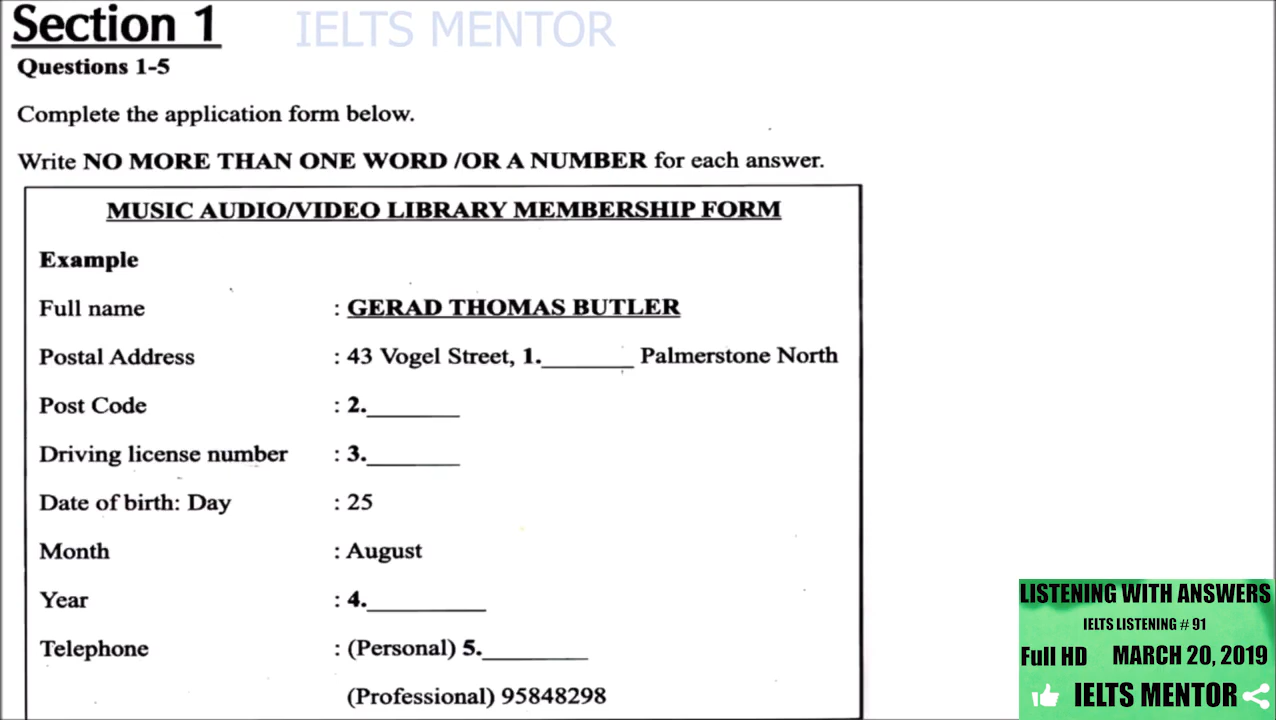 Section 1
IELTS MENTOR
Questions 1-5
Complete the application form below.
Write NO MORE THAN ONE WORD /OR A NUMBER for each answer.
MUSIC AUDIO/VIDEO LIBRARY MEMBERSHIP FORM
Example
Full name : GERAD THOMAS BUTLER
Postal Address : 43 Vogel Street, 1.________ Palmerstone North
Post Code : 2.________
Driving license number : 3.________
Date of birth: Day : 25
Month : August
Year : 4.__________
Telephone : (Personal) 5._________
(Professional) 95848298
LISTENING WITH ANSWERS
IELTS LISTENING # 91
Full HD MARCH 20, 2019
IELTS MENTOR